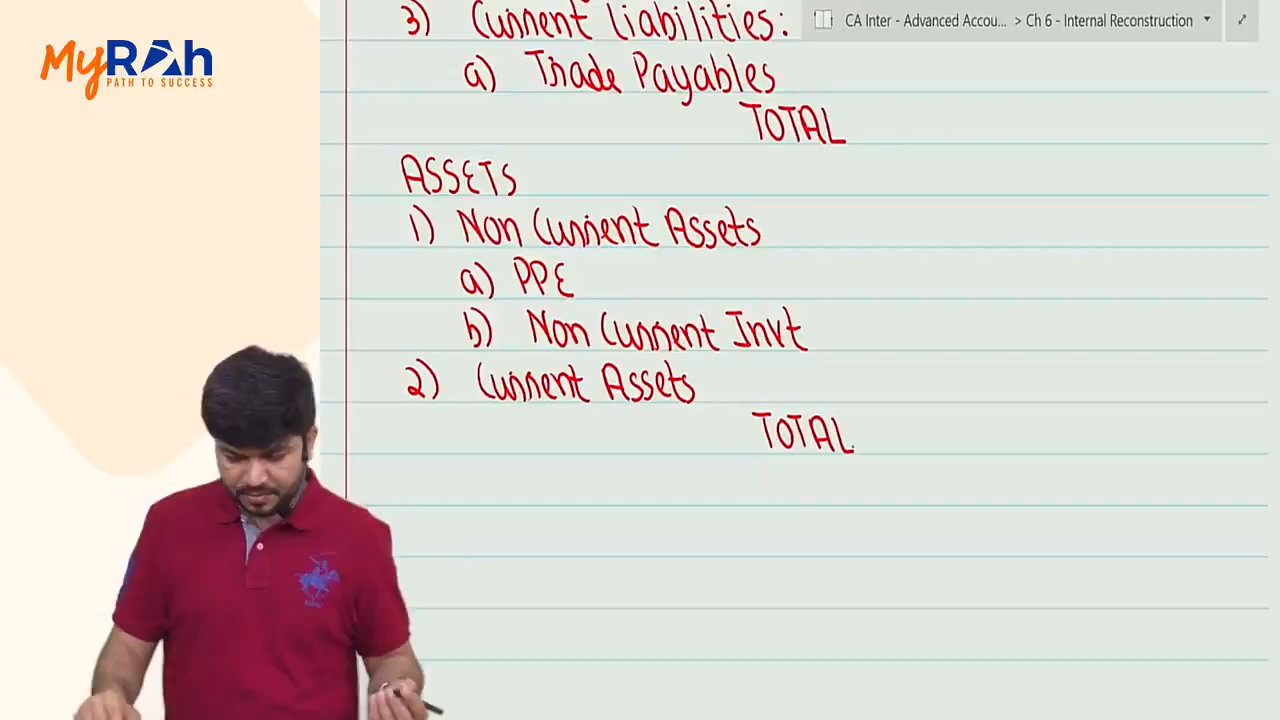 MyRAh
PATH TO SUCCESS
CA Inter - Advanced Accou... > Ch 6 - Internal Reconstruction
3) Current Liabilities:
a) Trade Payables
TOTAL
ASSETS
1) Non Current Assets
a) PPE
b) Non Current Invt
2) Current Assets
TOTAL